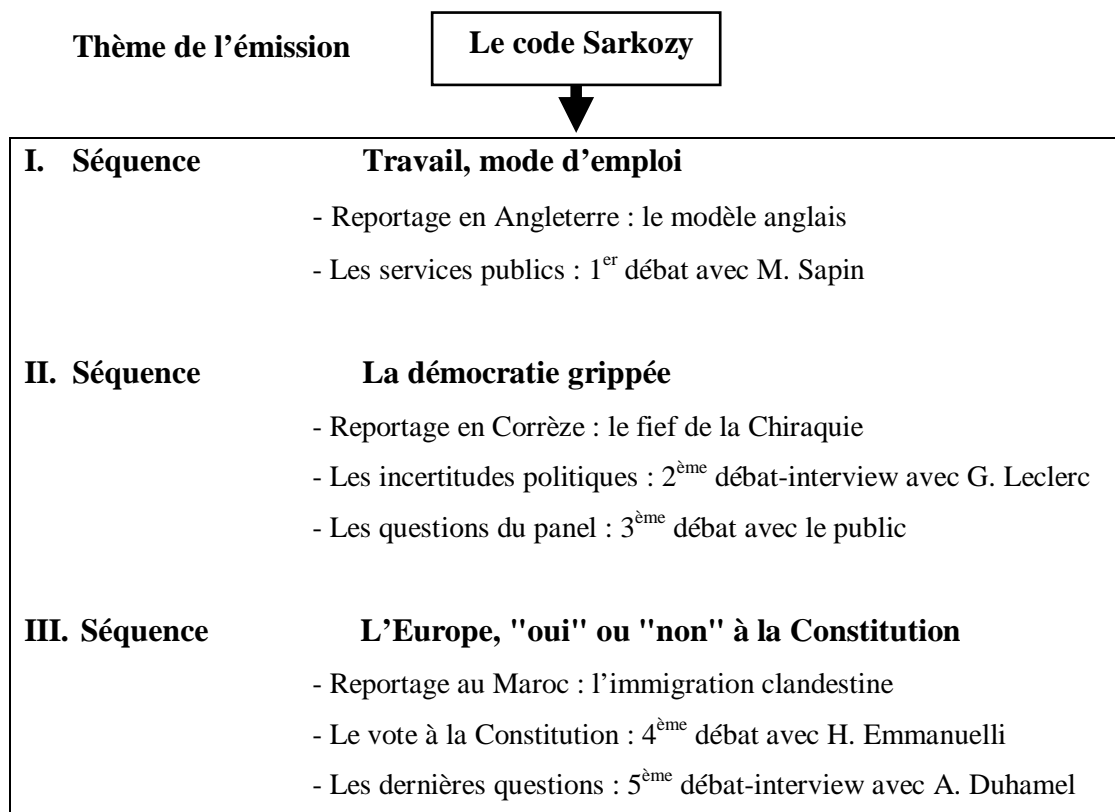 Thème de l’émission Le code Sarkozy
I. Séquence Travail, mode d’emploi
- Reportage en Angleterre : le modèle anglais
- Les services publics : 1er débat avec M. Sapin
II. Séquence La démocratie grippée
- Reportage en Corrèze : le fief de la Chiraquie
- Les incertitudes politiques : 2ème débat-interview avec G. Leclerc
- Les questions du panel : 3ème débat avec le public
III. Séquence L’Europe, "oui" ou "non" à la Constitution
- Reportage au Maroc : l’immigration clandestine
- Le vote à la Constitution : 4ème débat avec H. Emmanuelli
- Les dernières questions : 5ème débat-interview avec A. Duhamel